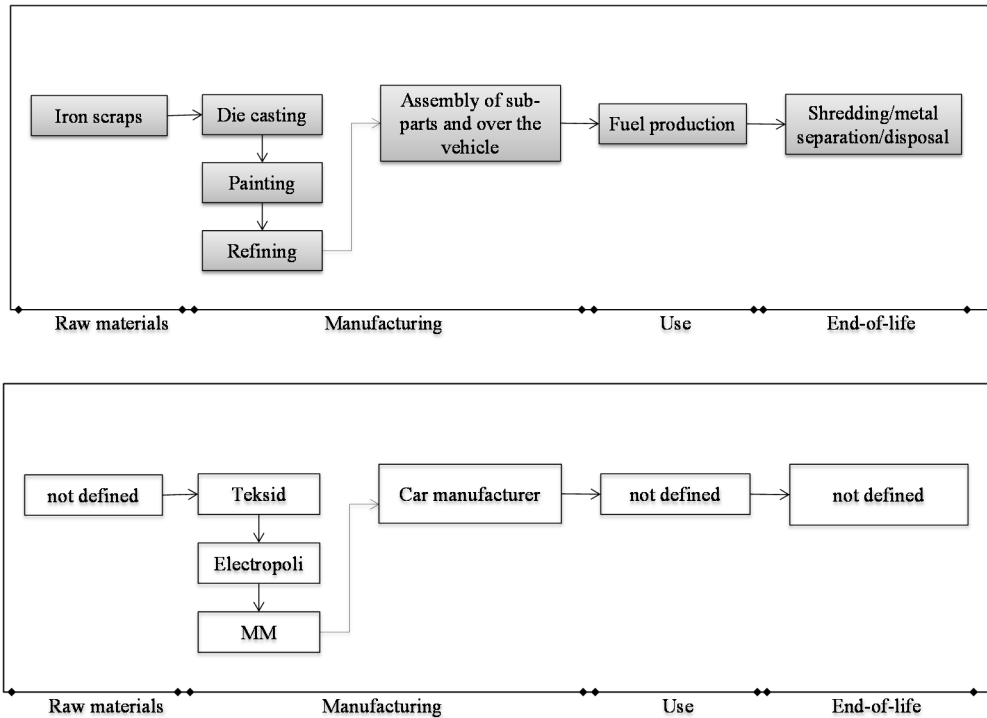 Iron scraps
Die casting
Painting
Refining
Assembly of sub-
parts and over the
vehicle
Fuel production
Shredding/metal
separation/disposal
Raw materials
Manufacturing
Use
End-of-life
not defined
Teksid
Electropoli
MM
Car manufacturer
not defined
not defined
Raw materials
Manufacturing
Use
End-of-life